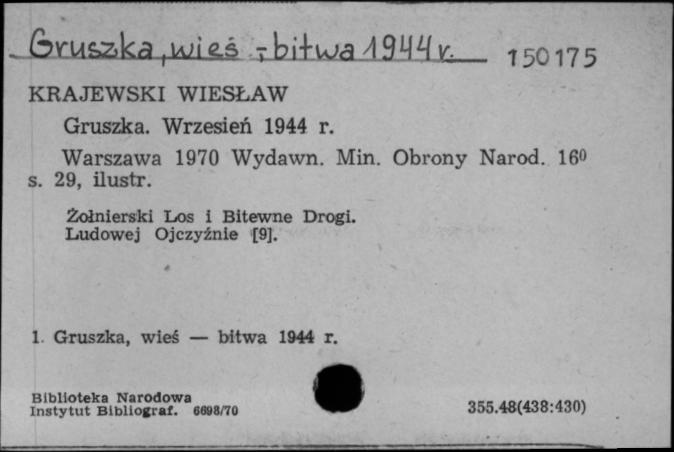 Gruszka, wieś - bitwa 1944 r. 150175
KRAJEWSKI WIESŁAW
Gruszka. Wrzesień 1944 r.
Warszawa 1970 Wydawn. Min. Obrony Narod. 16⁰
s. 29, ilustr.
Żołnierski Los i Bitewne Drogi.
Ludowej Ojczyźnie [9].
1. Gruszka, wieś — bitwa 1944 r.
Biblioteka Narodowa
Instytut Bibliograf. 6698/70
355.48(438:430)